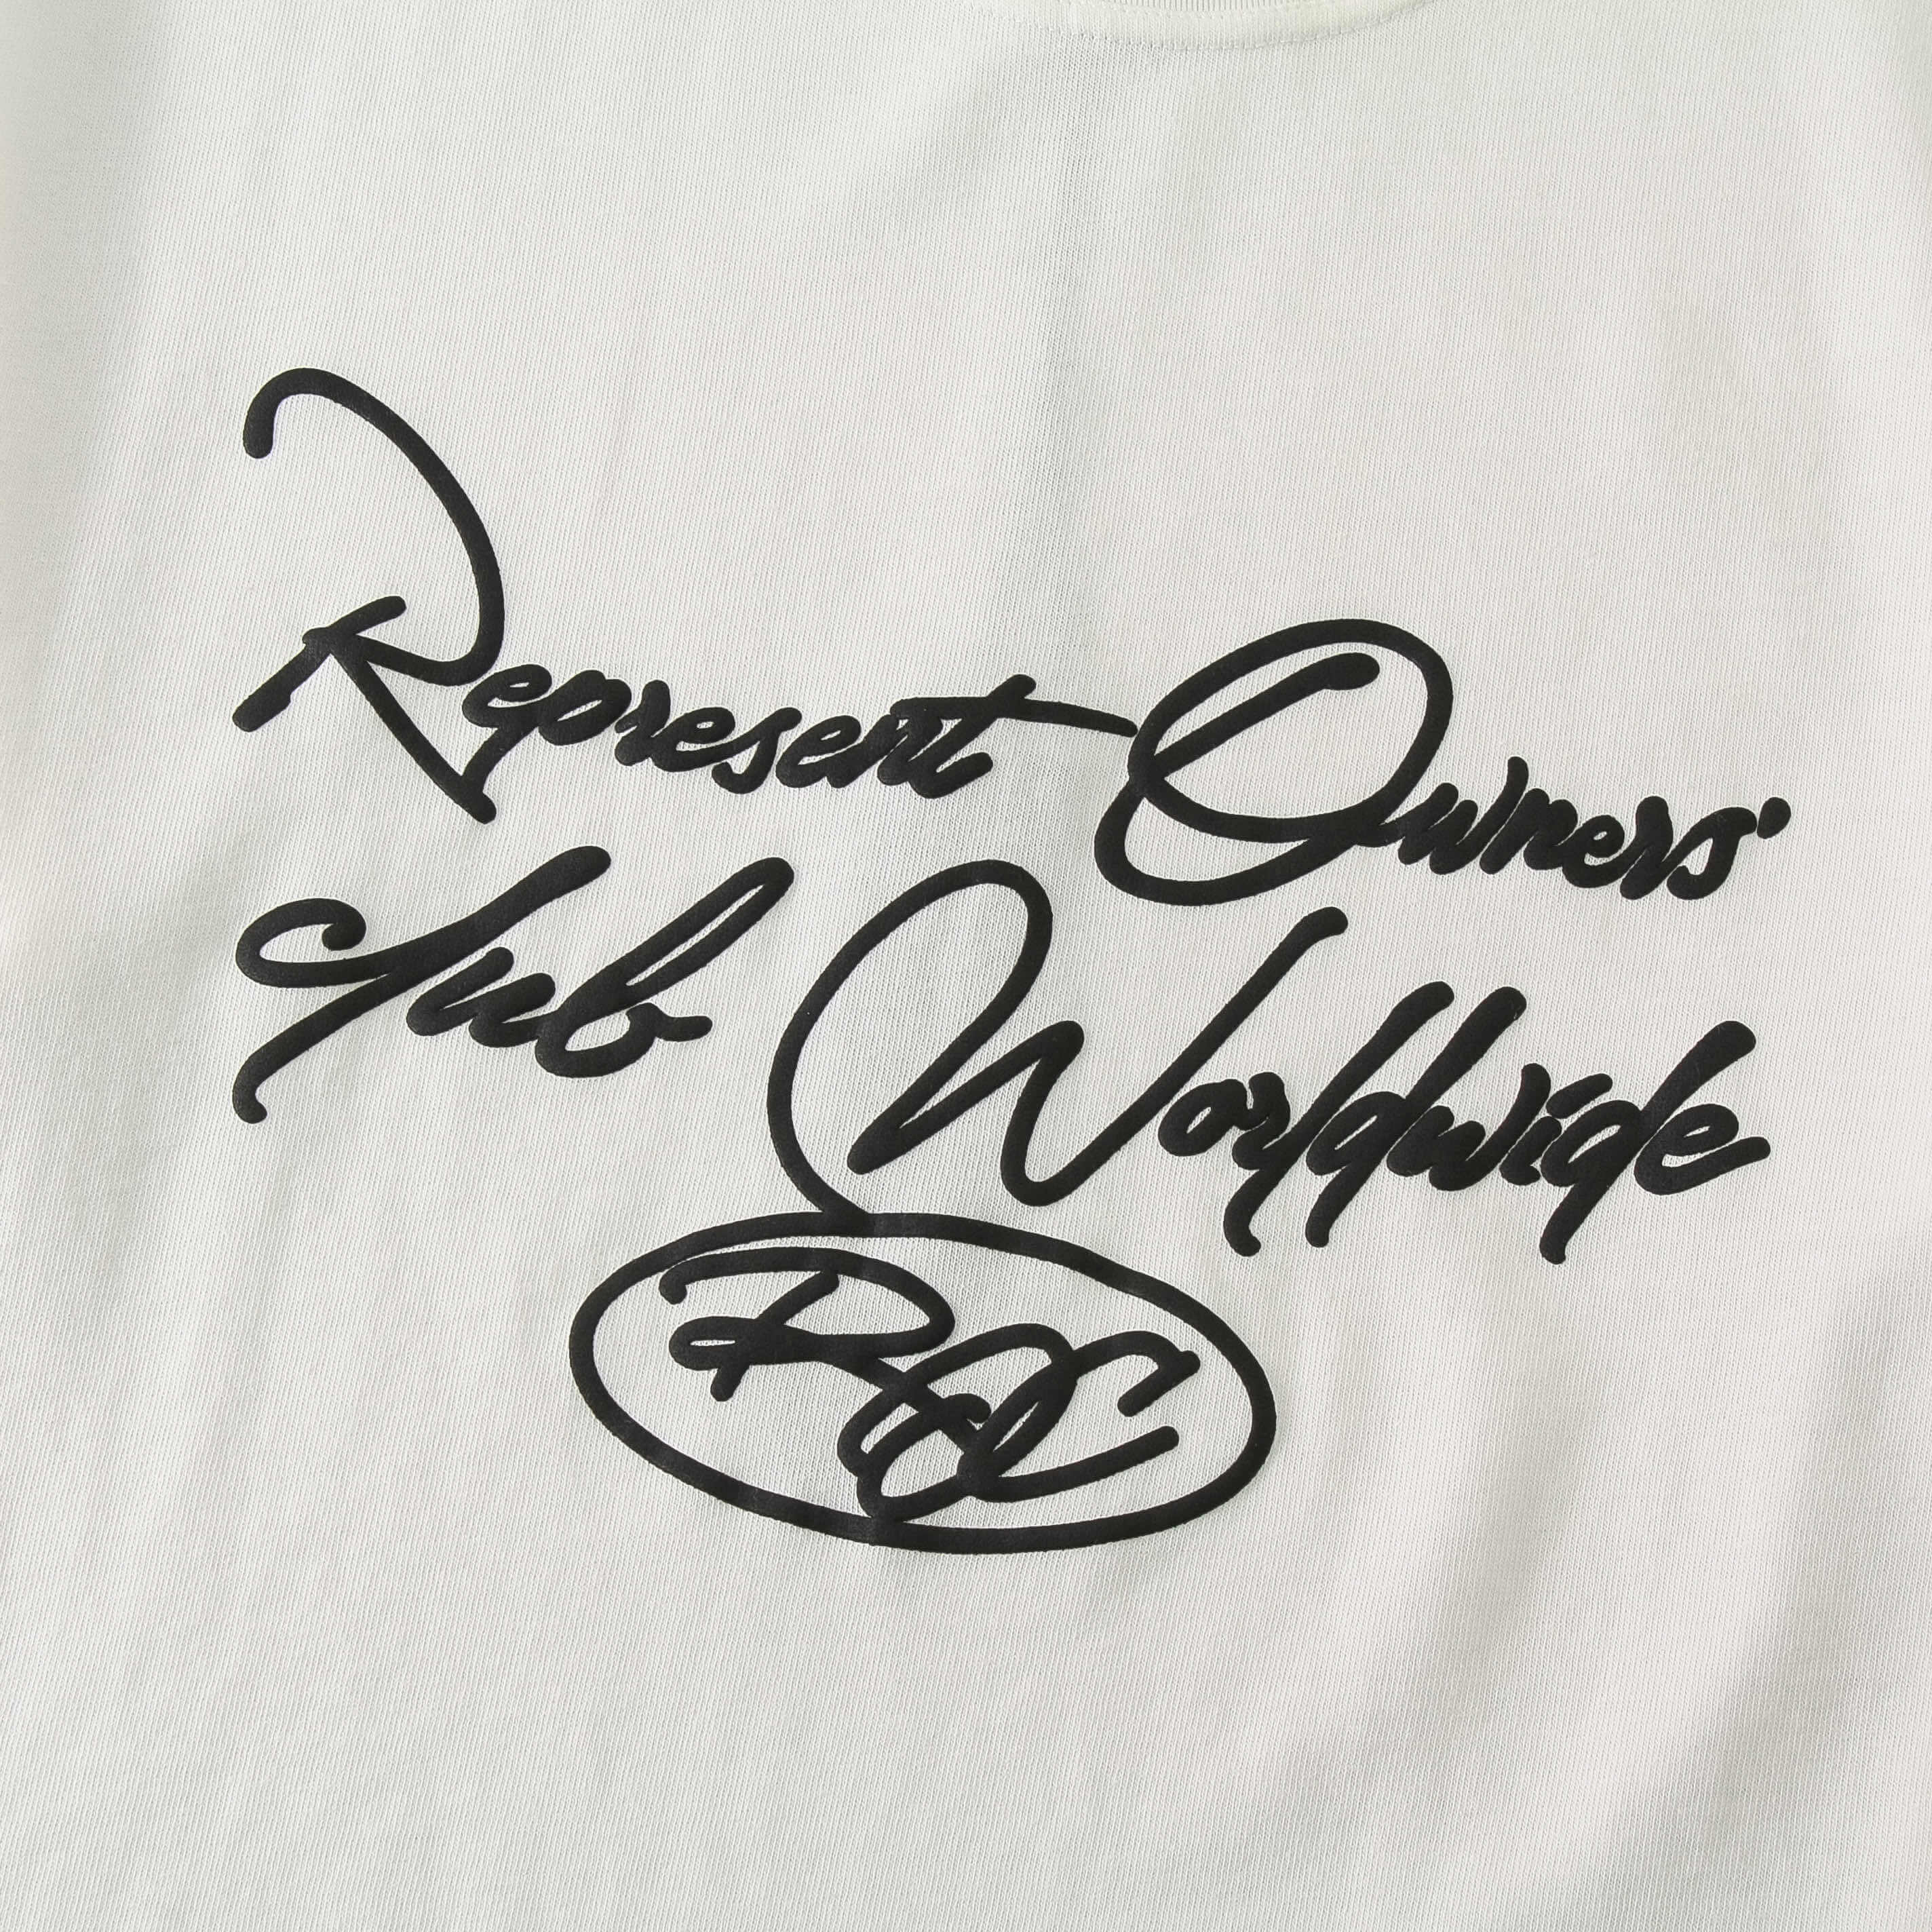 Represent Owners'
Club Worldwide
ROC